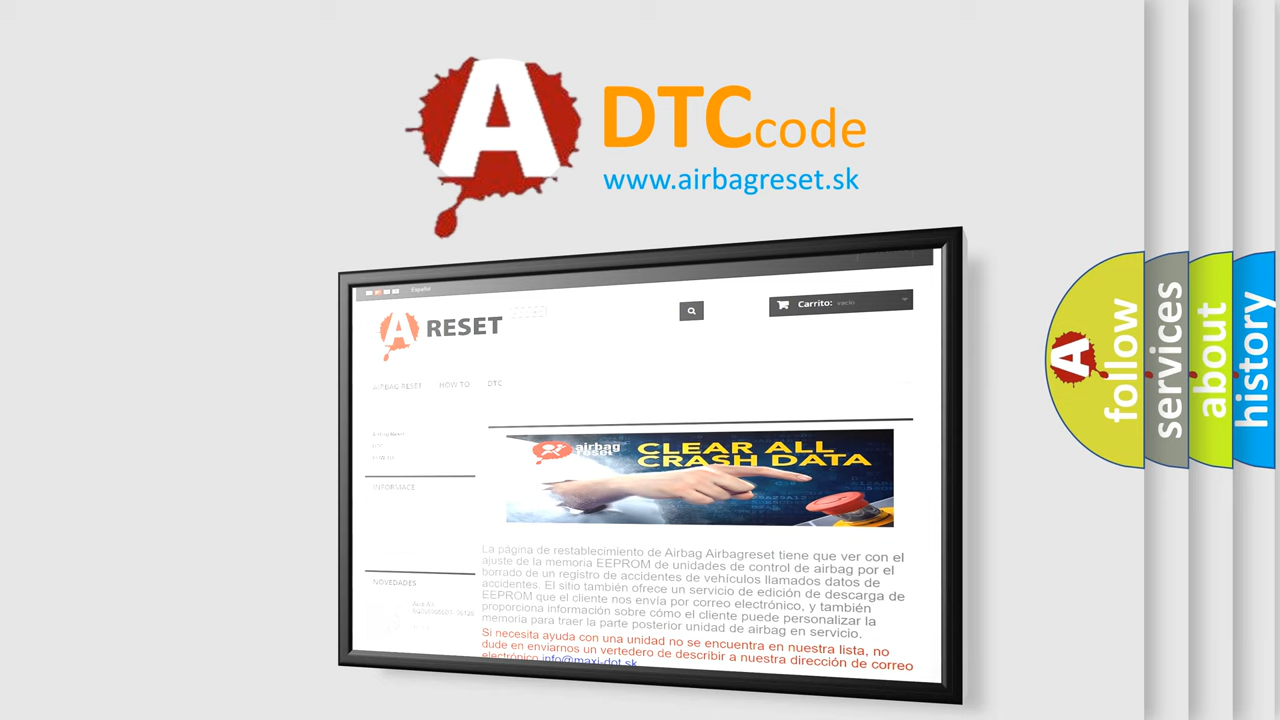 A DTC code
www.airbagreset.sk
Español
A RESET
Carrito: vacío
AIRBAG RESET HOW TO DTC
INFORMACE
airbag
reset
CLEAR ALL
CRASH DATA
La página de restablecimiento de Airbag Airbagreset tiene que ver con el
ajuste de la memoria EEPROM de unidades de control de airbag por el
borrado de un registro de accidentes de vehículos llamados datos de
accidentes. El sitio también ofrece un servicio de edición de descarga de
EEPROM que el cliente nos envía por correo electrónico, y también
proporciona información sobre cómo el cliente puede personalizar la
memoria para traer la parte posterior unidad de airbag en servicio.
Si necesita ayuda con una unidad no se encuentra en nuestra lista, no
dude en enviarnos un vertedero de describir a nuestra dirección de correo
electrónico info@maxi-dot.sk
NOVEDADES
A
follow
services
about
history